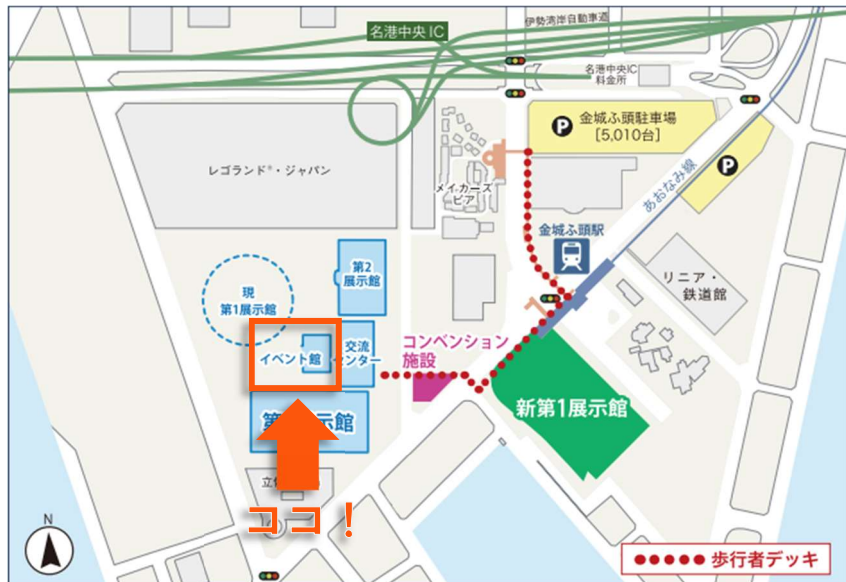 伊勢湾岸自動車道
名港中央 IC
名港中央IC
料金所
P
金城ふ頭駐車場
[5,010台]
P
レゴランド®・ジャパン
メイカーズ
ピア
あおなみ線
金城ふ頭駅
リニア・
鉄道館
第2
展示館
現
第1展示館
イベント館
交流
センター
コンベンション
施設
新第1展示館
示館
ココ！
N
歩行者デッキ